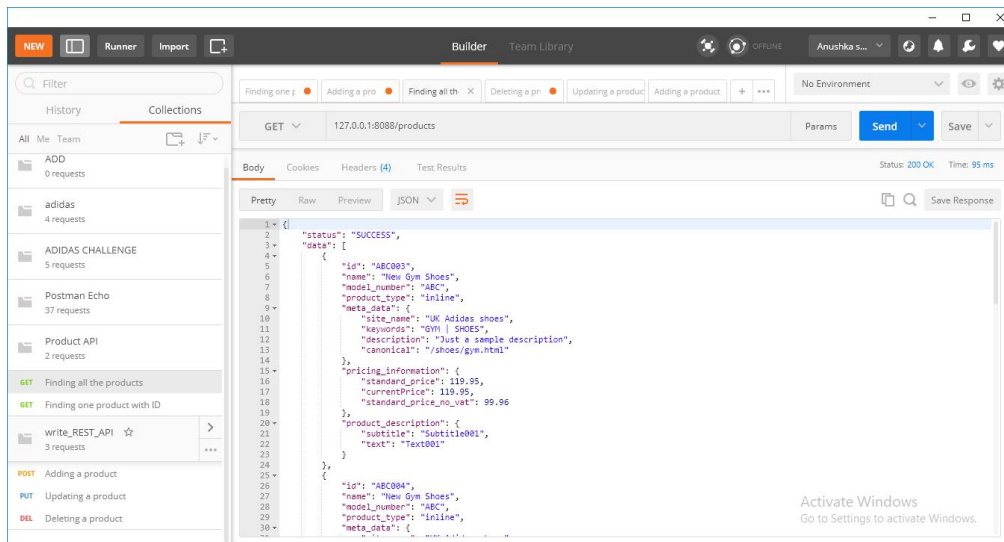 NEW Runner Import Builder Team Library OFFLINE Anushka s...
Filter
History Collections
All Me Team
ADD
0 requests
adidas
4 requests
ADIDAS CHALLENGE
5 requests
Postman Echo
37 requests
Product API
2 requests
GET Finding all the products
GET Finding one product with ID
write_REST_API
3 requests
POST Adding a product
PUT Updating a product
DEL Deleting a product
Finding one p Adding a pro Finding all th Deleting a pr Updating a produc Adding a product + ••• No Environment
GET 127.0.0.1:8088/products Params Send Save
Body Cookies Headers (4) Test Results Status: 200 OK Time: 95 ms
Pretty Raw Preview JSON Save Response
1 {
2 "status": "SUCCESS",
3 "data": [
4 {
5 "id": "ABC003",
6 "name": "New Gym Shoes",
7 "model_number": "ABC",
8 "product_type": "inline",
9 "meta_data": {
10 "site_name": "UK Adidas shoes",
11 "keywords": "GYM | SHOES",
12 "description": "Just a sample description",
13 "canonical": "/shoes/gym.html"
14 },
15 "pricing_information": {
16 "standard_price": 119.95,
17 "currentPrice": 119.95,
18 "standard_price_no_vat": 99.96
19 },
20 "product_description": {
21 "subtitle": "Subtitle001",
22 "text": "Text001"
23 }
24 },
25 {
26 "id": "ABC004",
27 "name": "New Gym Shoes",
28 "model_number": "ABC",
29 "product_type": "inline",
30 "meta_data": {
Activate Windows
Go to Settings to activate Windows.